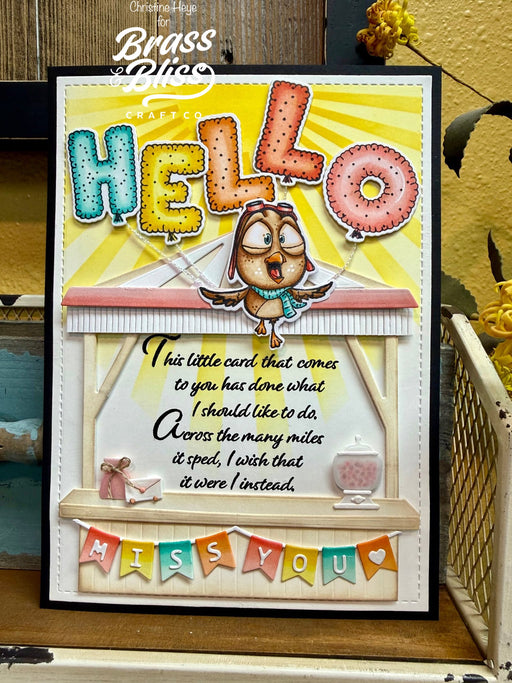 Christine Heye
for
Brass
Bliss
CRAFT CO.
HELLO
This little card that comes
to you has done what
I should like to do.
Across the many miles
it sped, I wish that
it were I instead.
MISS YOU